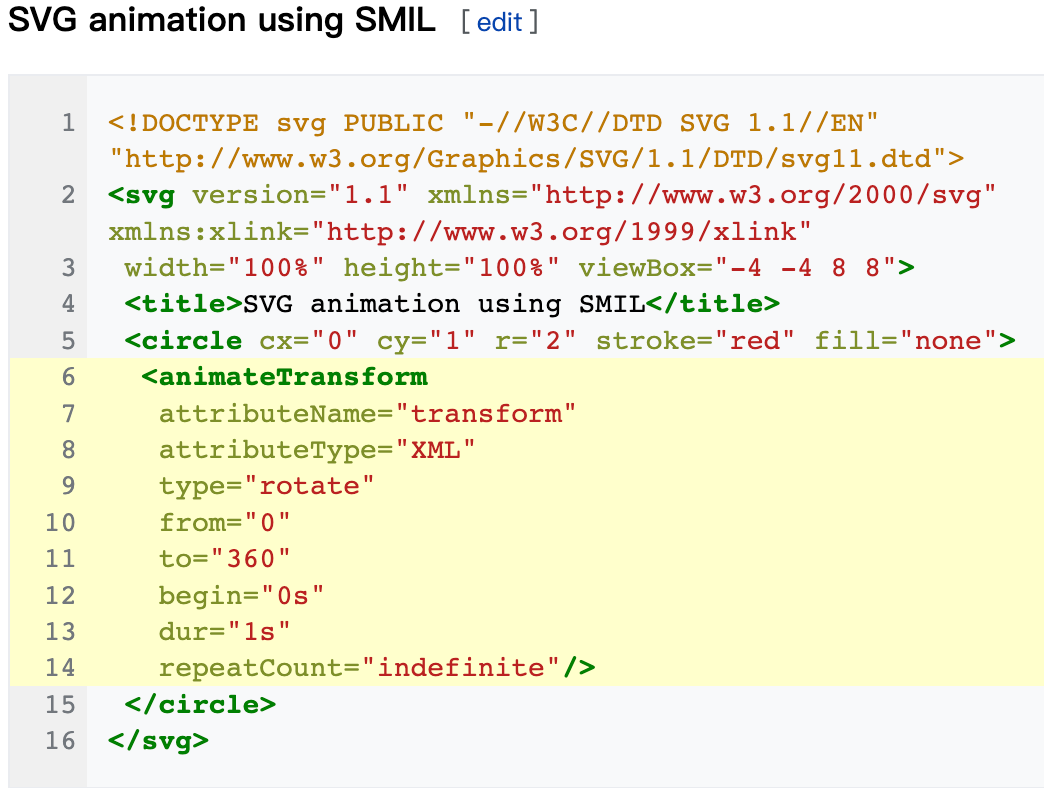 SVG animation using SMIL [ edit ]
1 <!DOCTYPE svg PUBLIC "-//W3C//DTD SVG 1.1//EN"
"http://www.w3.org/Graphics/SVG/1.1/DTD/svg11.dtd">
2 <svg version="1.1" xmlns="http://www.w3.org/2000/svg"
xmlns:xlink="http://www.w3.org/1999/xlink"
3  width="100%" height="100%" viewBox="-4 -4 8 8">
4  <title>SVG animation using SMIL</title>
5  <circle cx="0" cy="1" r="2" stroke="red" fill="none">
6   <animateTransform
7    attributeName="transform"
8    attributeType="XML"
9    type="rotate"
10    from="0"
11    to="360"
12    begin="0s"
13    dur="1s"
14    repeatCount="indefinite"/>
15  </circle>
16 </svg>